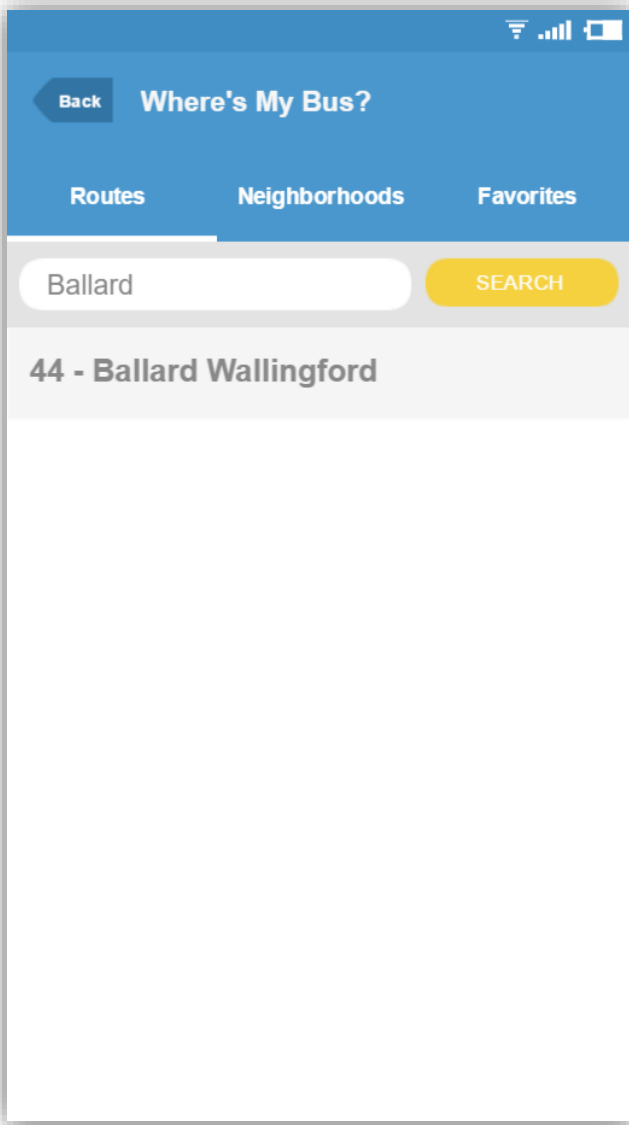 Back Where's My Bus?
Routes Neighborhoods Favorites
Ballard SEARCH
44 - Ballard Wallingford